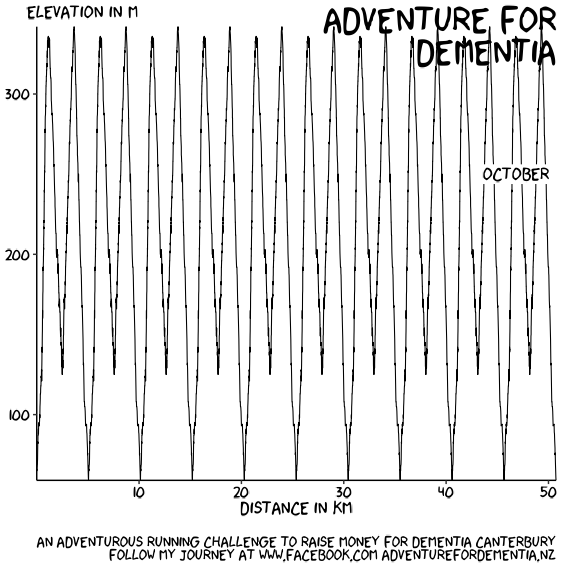 ELEVATION IN M
ADVENTURE FOR
DEMENTIA
300
OCTOBER
200
100
10
20
30
40
50
DISTANCE IN KM
AN ADVENTUROUS RUNNING CHALLENGE TO RAISE MONEY FOR DEMENTIA CANTERBURY
FOLLOW MY JOURNEY AT WWW.FACEBOOK.COM ADVENTUREFORDEMENTIA.NZ